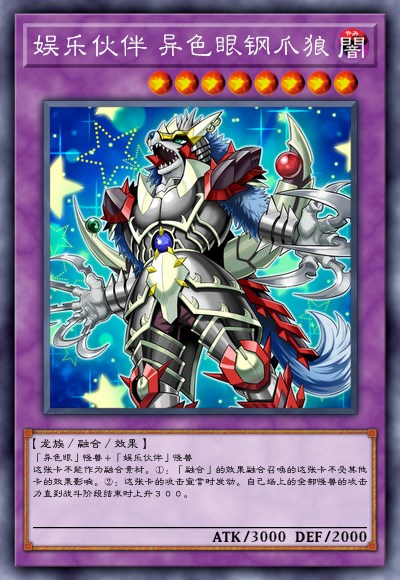 娱乐伙伴 异色眼钢爪狼
闇
やみ
【龙族/融合/效果】
「异色眼」怪兽+「娱乐伙伴」怪兽
这张卡不能作为融合素材。①:「融合」的效果融合召唤的这张卡不受其他
卡的效果影响。②:这张卡的攻击宣言时发动。自己场上的全部怪兽的攻击
力直到战斗阶段结束时上升300。
ATK/3000 DEF/2000